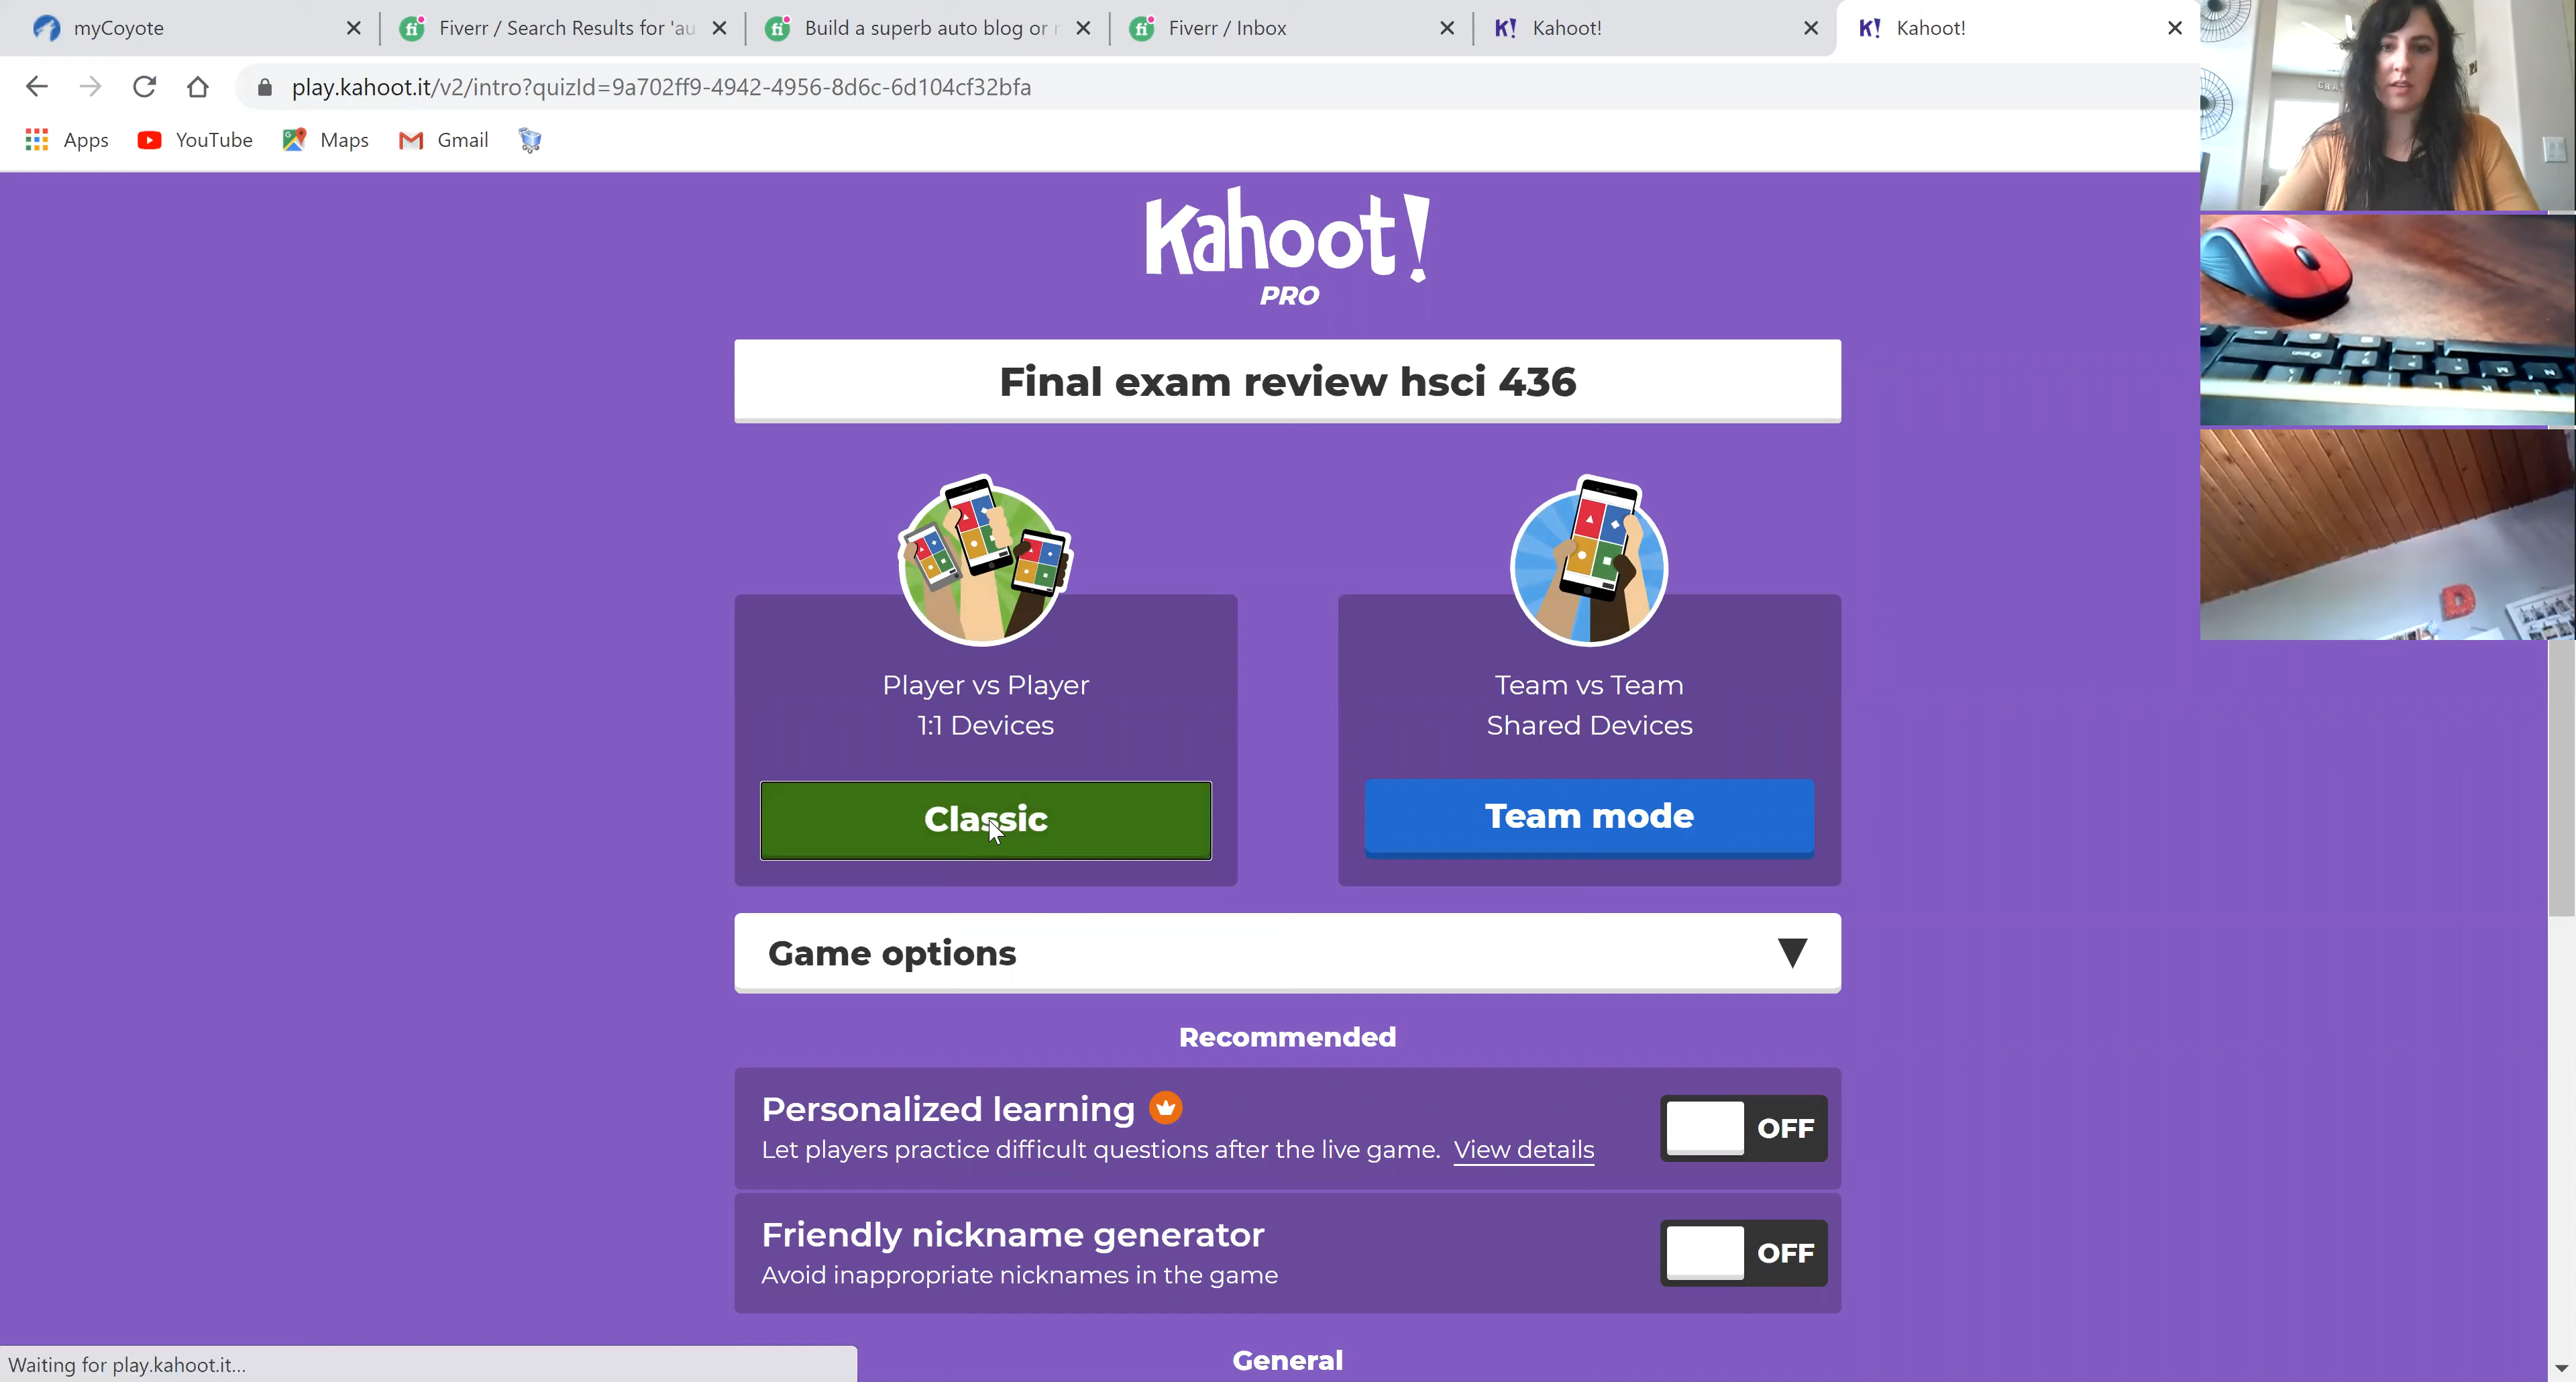 myCoyote
Fiverr / Search Results for 'au
Build a superb auto blog or
Fiverr / Inbox
K! Kahoot!
K! Kahoot!
play.kahoot.it/v2/intro?quizId=9a702ff9-4942-4956-8d6c-6d104cf32bfa
Apps YouTube Maps Gmail
Kahoot!
PRO
Final exam review hsci 436
Player vs Player
1:1 Devices
Classic
Team vs Team
Shared Devices
Team mode
Game options
Recommended
Personalized learning
Let players practice difficult questions after the live game. View details
OFF
Friendly nickname generator
Avoid inappropriate nicknames in the game
OFF
General
Waiting for play.kahoot.it...
D